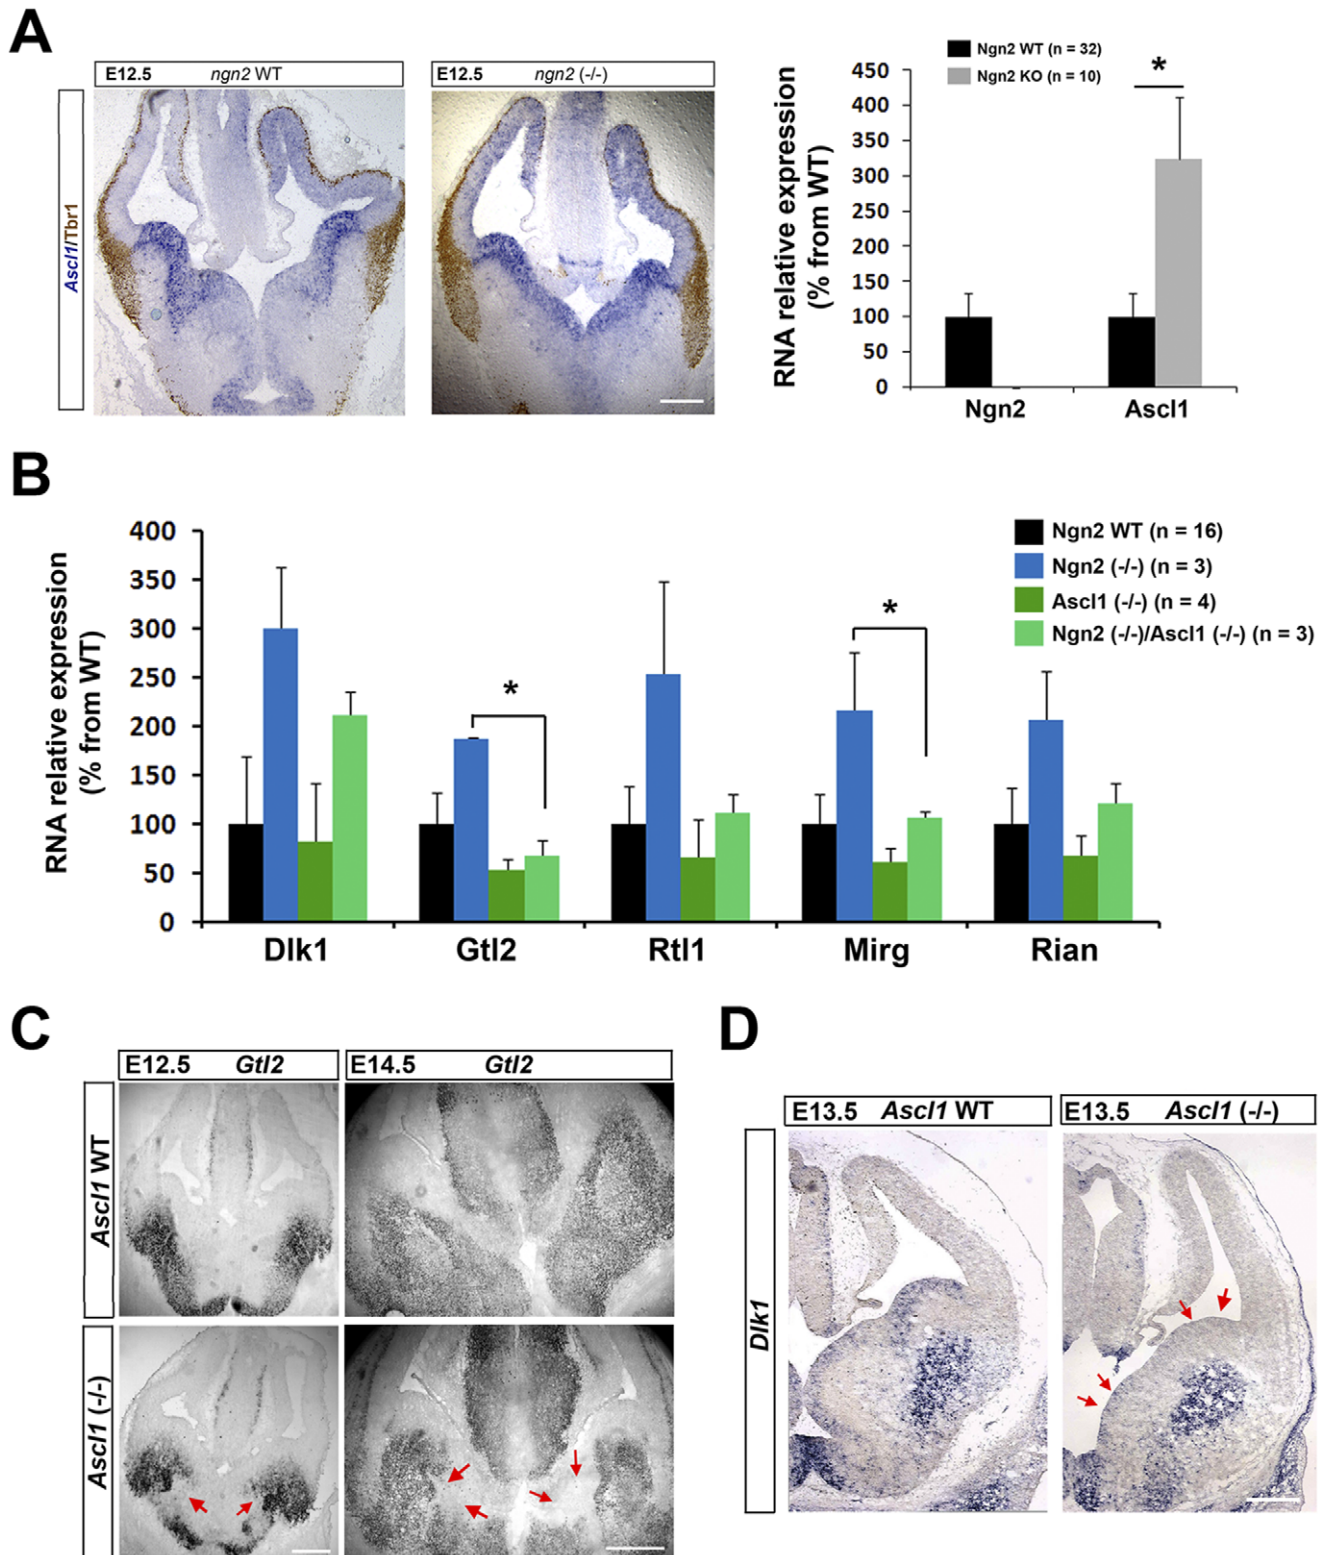 A
E12.5 ngn2 WT
E12.5 ngn2 (-/-)
Ascl1/Tbr1
Ngn2 WT (n = 32)
Ngn2 KO (n = 10)
*
RNA relative expression
(% from WT)
450
400
350
300
250
200
150
100
50
0
Ngn2 Ascl1
B
RNA relative expression
(% from WT)
400
350
300
250
200
150
100
50
0
*
*
Ngn2 WT (n = 16)
Ngn2 (-/-) (n = 3)
Ascl1 (-/-) (n = 4)
Ngn2 (-/-)/Ascl1 (-/-) (n = 3)
Dlk1 Gtl2 Rtl1 Mirg Rian
C
E12.5 Gtl2
E14.5 Gtl2
Ascl1 WT
Ascl1 (-/-)
D
E13.5 Ascl1 WT
E13.5 Ascl1 (-/-)
Dlk1